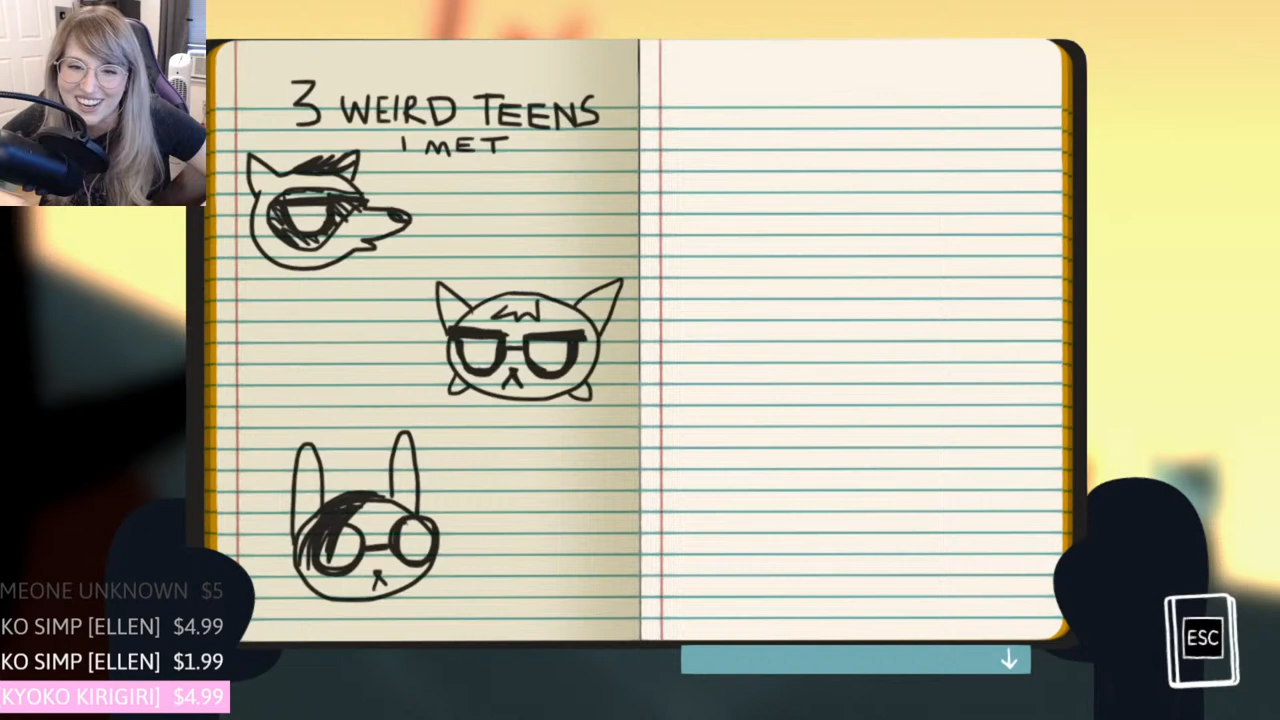 3 WEIRD TEENS
I MET
MEONE UNKNOWN $5
KO SIMP [ELLEN] $4.99
KO SIMP [ELLEN] $1.99
[KYOKO KIRIGIRI] $4.99
ESC